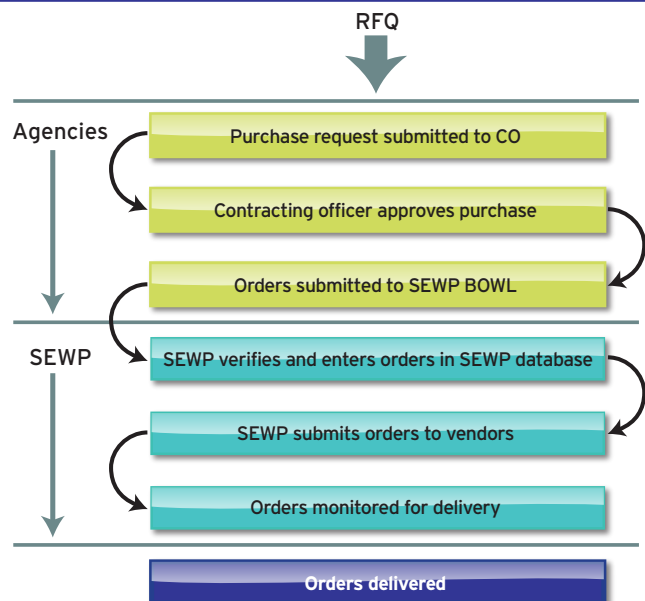 RFQ
Agencies
Purchase request submitted to CO
Contracting officer approves purchase
Orders submitted to SEWP BOWL
SEWP
SEWP verifies and enters orders in SEWP database
SEWP submits orders to vendors
Orders monitored for delivery
Orders delivered